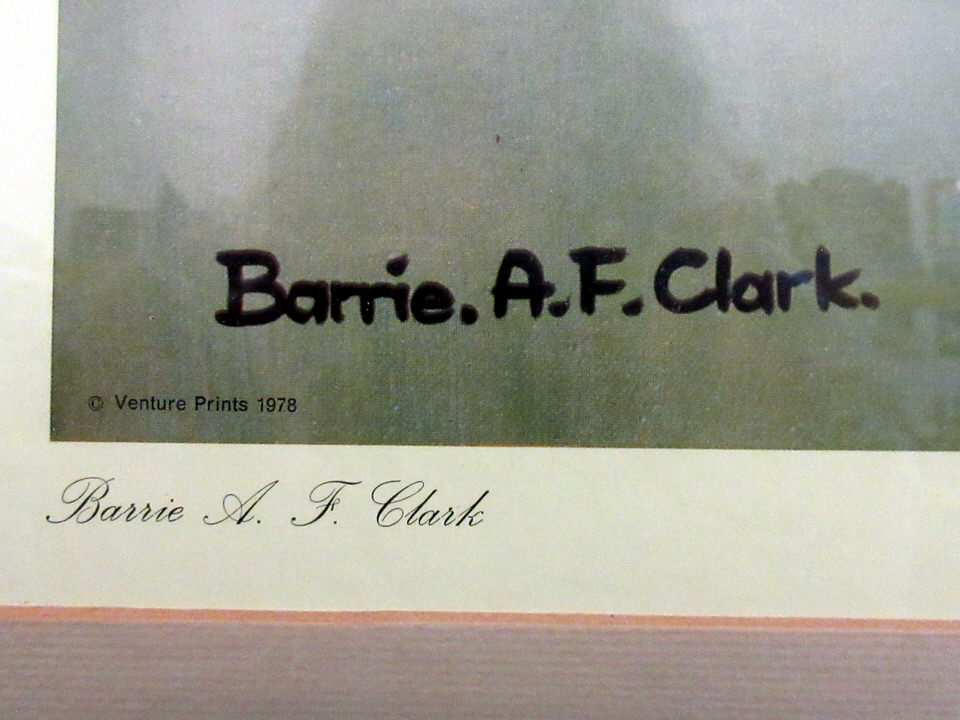 Barrie. A.F. Clark.
© Venture Prints 1978
Barrie A. F. Clark